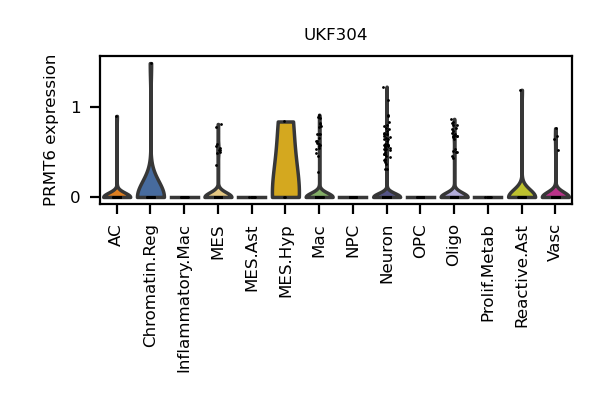 UKF304
PRMT6 expression
1
0
AC
Chromatin.Reg
Inflammatory.Mac
MES
MES.Ast
MES.Hyp
Mac
NPC
Neuron
OPC
Oligo
Prolif.Metab
Reactive.Ast
Vasc